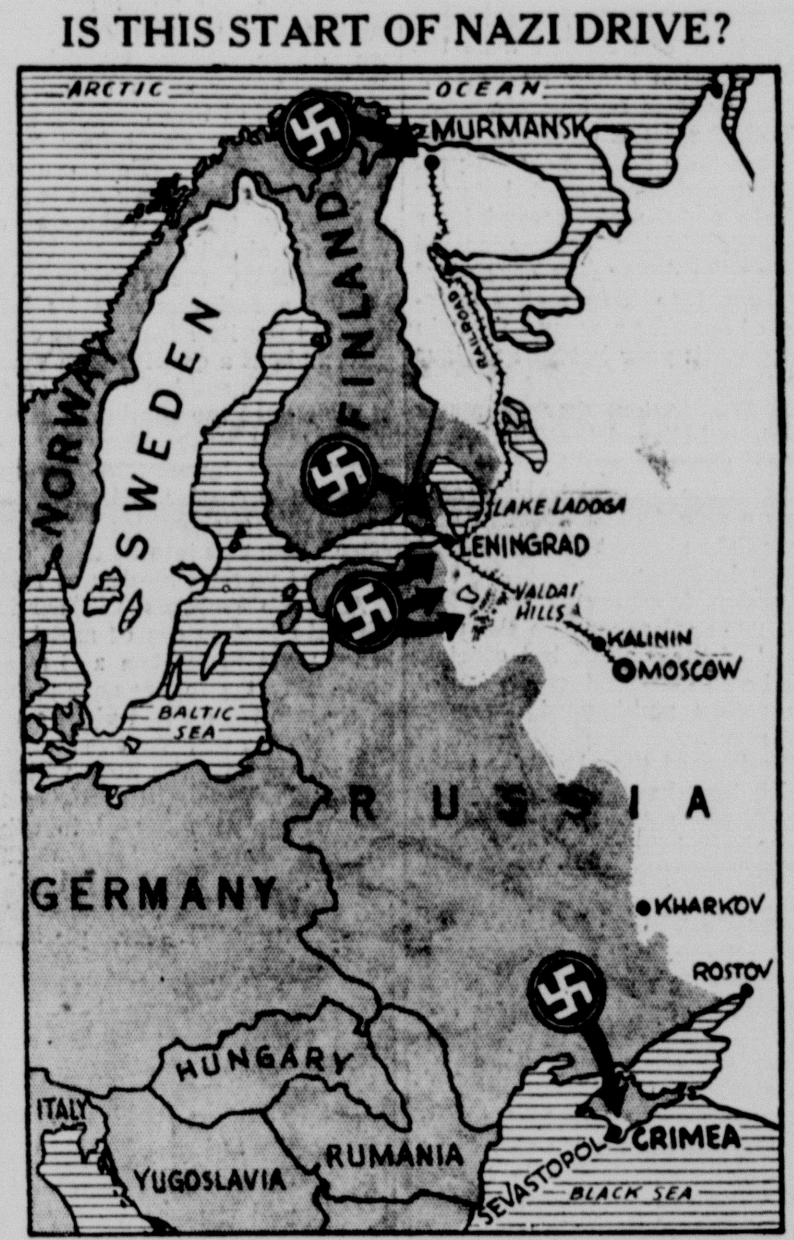 IS THIS START OF NAZI DRIVE?
ARCTIC OCEAN
MURMANSK
FINLAND
RAILROAD
SWEDEN
NORWAY
LAKE LADOGA
LENINGRAD
VALDAI
HILLS
KALININ
MOSCOW
BALTIC
SEA
RUSSIA
GERMANY
KHARKOV
ROSTOV
HUNGARY
ITALY
CRIMEA
RUMANIA
YUGOSLAVIA
SEVASTOPOL
BLACK SEA